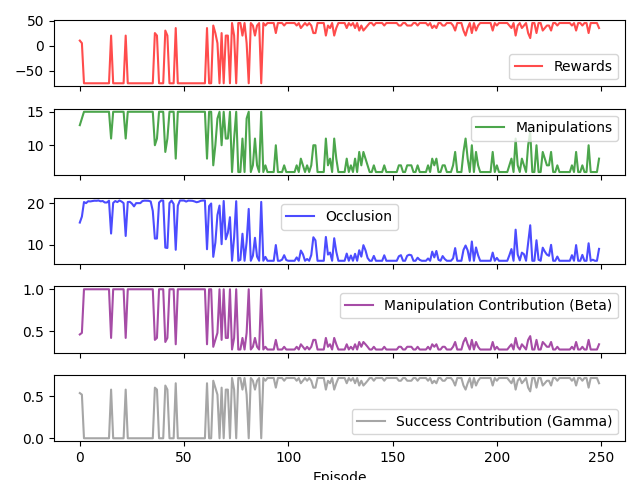 50
0
−50
Rewards
15
10
Manipulations
20
10
Occlusion
1.0
0.5
Manipulation Contribution (Beta)
0.5
0.0
Success Contribution (Gamma)
0 50 100 150 200 250
Episode